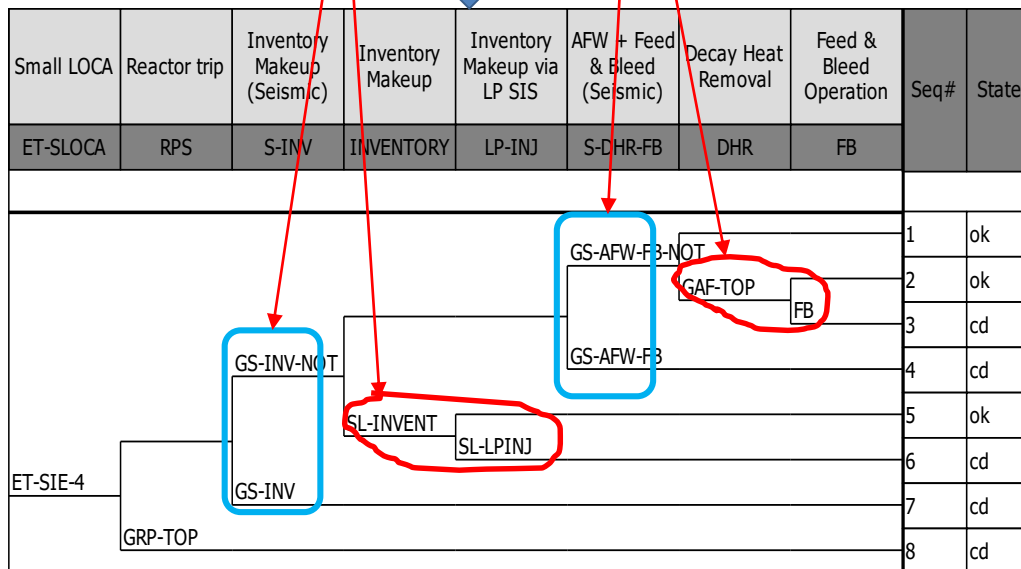 Small LOCA
Reactor trip
Inventory
Makeup
(Seismic)
Inventory
Makeup
Inventory
Makeup via
LP SIS
AFW + Feed
& Bleed
(Seismic)
Decay Heat
Removal
Feed &
Bleed
Operation
Seq#
State
ET-SLOCA
RPS
S-INV
INVENTORY
LP-INJ
S-DHR-FB
DHR
FB
1
ok
GS-AFW-FB-NOT
2
ok
GAF-TOP
FB
3
cd
GS-AFW-FB
4
cd
GS-INV-NOT
5
ok
SL-INVENT
SL-LPINJ
6
cd
ET-SIE-4
GS-INV
7
cd
GRP-TOP
8
cd